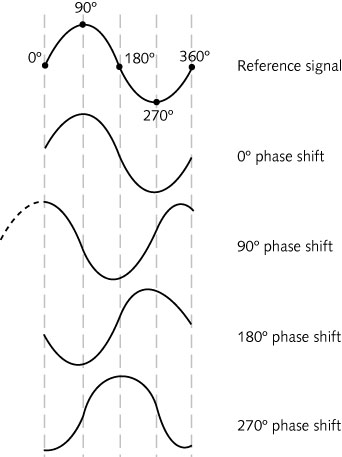 90º
0º
180º
360º
Reference signal
270º
0º phase shift
90º phase shift
180º phase shift
270º phase shift